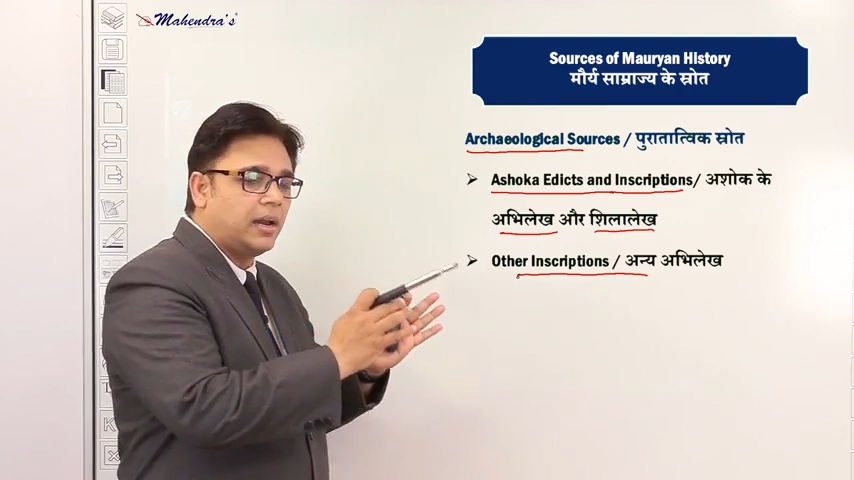 Mahendra's
Sources of Mauryan History
मौर्य साम्राज्य के स्रोत
Archaeological Sources / पुरातात्विक स्रोत
➢ Ashoka Edicts and Inscriptions/ अशोक के
अभिलेख और शिलालेख
➢ Other Inscriptions / अन्य अभिलेख